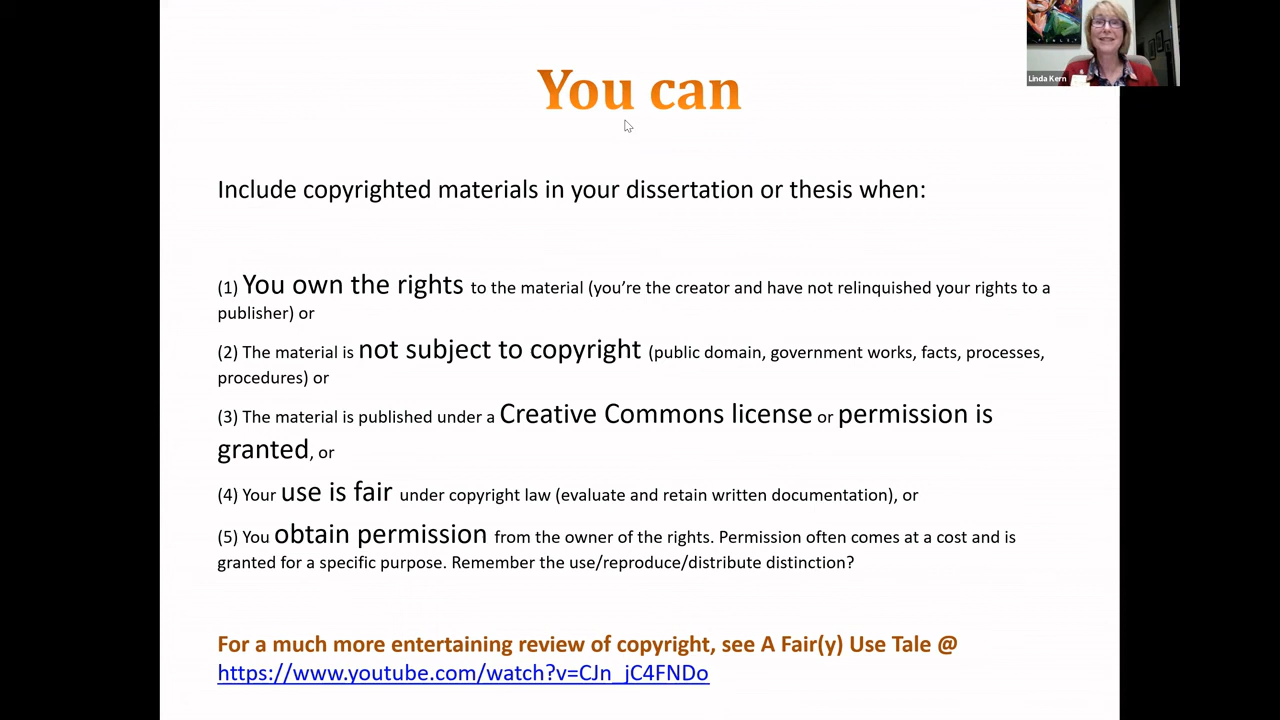 You can
Linda Kern
Include copyrighted materials in your dissertation or thesis when:
(1) You own the rights to the material (you’re the creator and have not relinquished your rights to a
publisher) or
(2) The material is not subject to copyright (public domain, government works, facts, processes,
procedures) or
(3) The material is published under a Creative Commons license or permission is
granted, or
(4) Your use is fair under copyright law (evaluate and retain written documentation), or
(5) You obtain permission from the owner of the rights. Permission often comes at a cost and is
granted for a specific purpose. Remember the use/reproduce/distribute distinction?
For a much more entertaining review of copyright, see A Fair(y) Use Tale @
https://www.youtube.com/watch?v=CJn_jC4FNDo